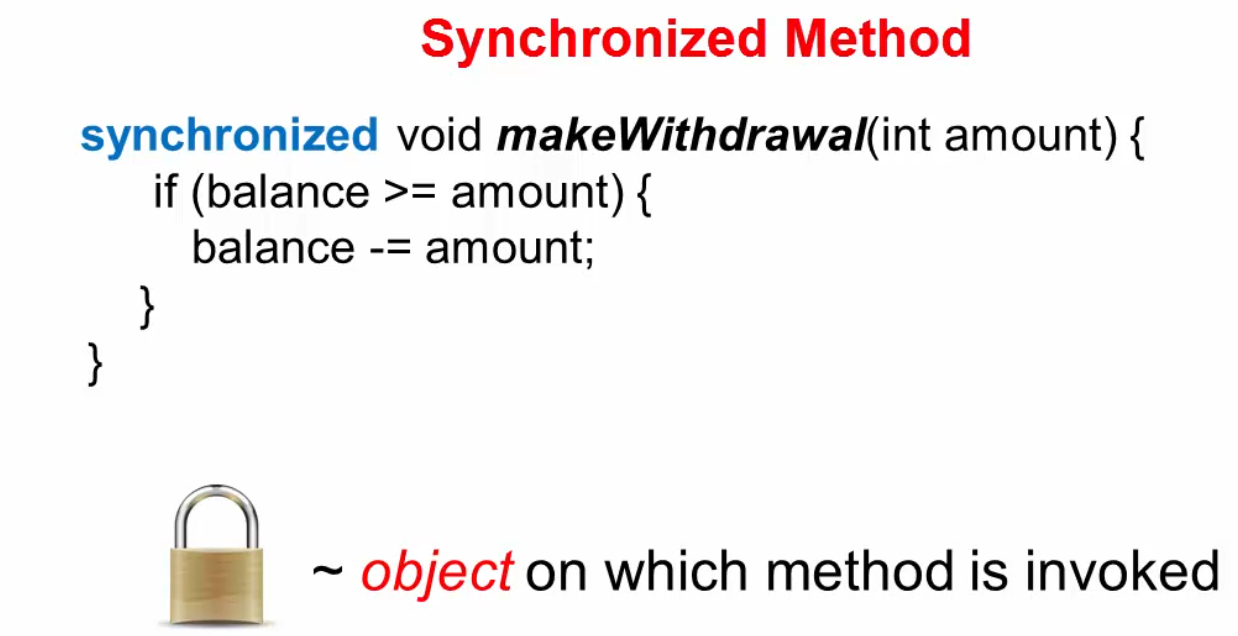 Synchronized Method
synchronized void makeWithdrawal(int amount) {
if (balance >= amount) {
balance -= amount;
}
}
~ object on which method is invoked